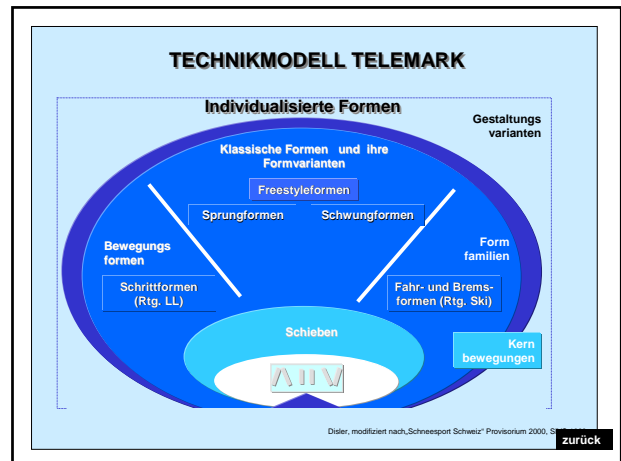 TECHNIKMODELL TELEMARK
Individualisierte Formen
Gestaltungs
varianten
Klassische Formen und ihre
Formvarianten
Freestyleformen
Sprungformen Schwungformen
Bewegungs
formen
Form
familien
Schrittformen
(Rtg. LL)
Fahr- und Brems-
formen (Rtg. Ski)
Schieben
Kern
bewegungen
Disler, modifiziert nach„Schneesport Schweiz“ Provisorium 2000,
zurück